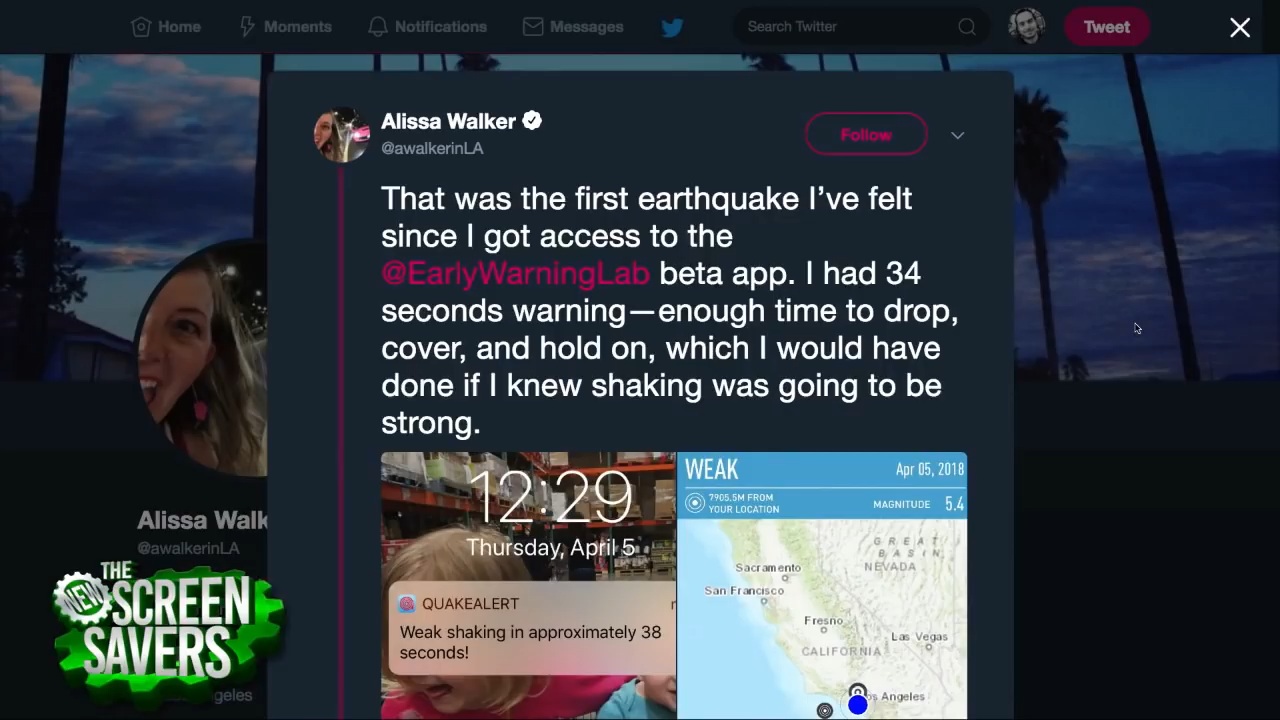 Home
Moments
Notifications
Messages
Search Twitter
Tweet
Alissa Walker
@awalkerinLA
Follow
That was the first earthquake I’ve felt
since I got access to the
@EarlyWarningLab beta app. I had 34
seconds warning—enough time to drop,
cover, and hold on, which I would have
done if I knew shaking was going to be
strong.
12:29
Thursday, April 5
QUAKEALERT
Weak shaking in approximately 38
seconds!
WEAK
Apr 05, 2018
7905.5M FROM
YOUR LOCATION
MAGNITUDE 5.4
GREAT
BASIN
NEVADA
Sacramento
San Francisco
Fresno
Las Vegas
CALIFORNIA
os Angeles
Alissa Walk
@awalkerinLA
geles
THE
NEW
SCREEN
SAVERS